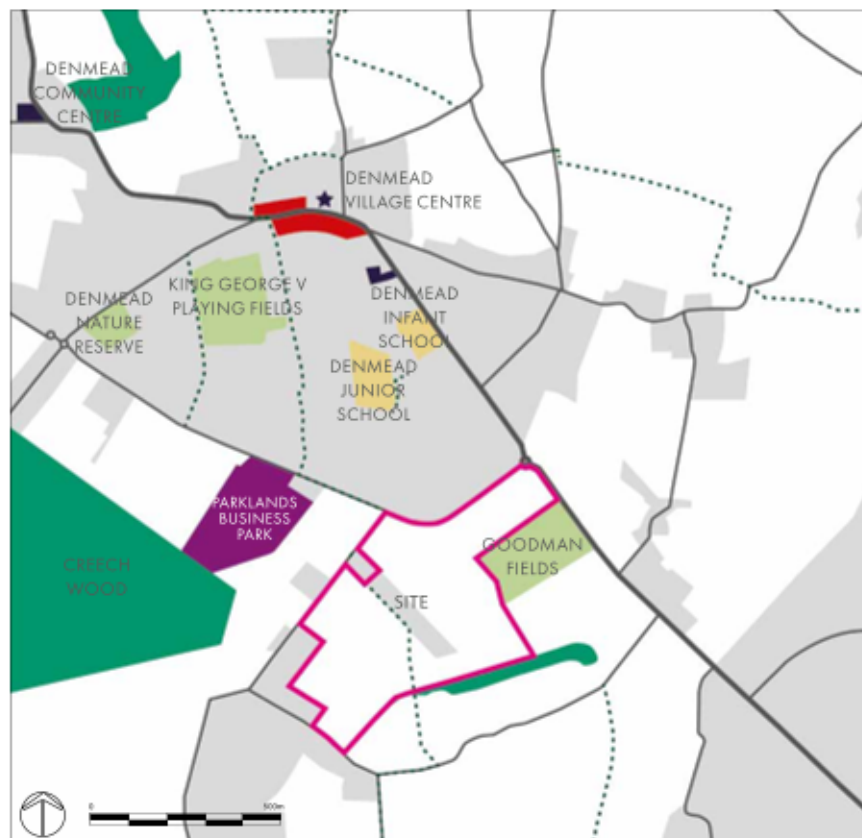 DENMEAD
COMMUNITY
CENTRE
DENMEAD
VILLAGE CENTRE
KING GEORGE V
PLAYING FIELDS
DENMEAD
NATURE
RESERVE
DENMEAD
INFANT
SCHOOL
DENMEAD
JUNIOR
SCHOOL
PARKLANDS
BUSINESS
PARK
GOODMAN
FIELDS
CREECH
WOOD
SITE
0
500m